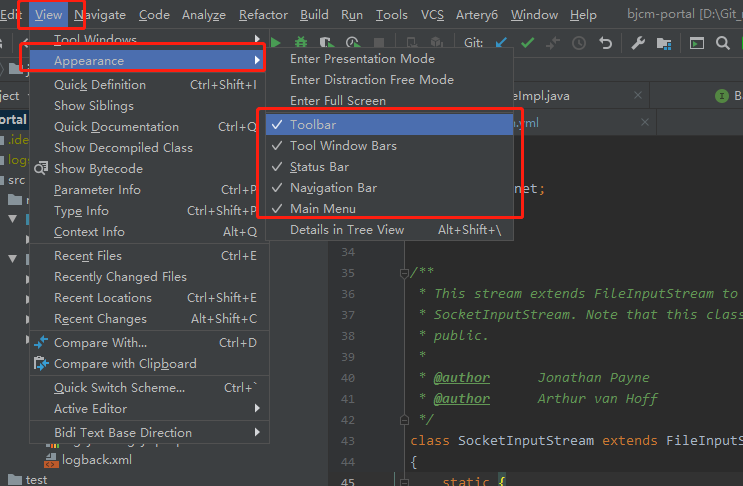 Edit View Navigate Code Analyze Refactor Build Run Tools VCS Artery6 Window Help bjcm-portal [D:\Git_
Git:
Tool Windows
Appearance
Quick Definition Ctrl+Shift+I
Show Siblings
Quick Documentation Ctrl+Q
Show Decompiled Class
Show Bytecode
Parameter Info Ctrl+P
Type Info Ctrl+Shift+P
Context Info Alt+Q
Recent Files Ctrl+E
Recently Changed Files
Recent Locations Ctrl+Shift+E
Recent Changes Alt+Shift+C
Compare With... Ctrl+D
Compare with Clipboard
Quick Switch Scheme... Ctrl+`
Active Editor
Bidi Text Base Direction
Enter Presentation Mode
Enter Distraction Free Mode
Enter Full Screen
Toolbar
Tool Window Bars
Status Bar
Navigation Bar
Main Menu
Details in Tree View Alt+Shift+\
oject
portal
.ide
logs
src
logback.xml
test
eImpl.java
.yml
net;
34
35 /**
36 * This stream extends FileInputStream to
37 * SocketInputStream. Note that this class
38 * public.
39 *
40 * @author Jonathan Payne
41 * @author Arthur van Hoff
42 */
43 class SocketInputStream extends FileInputS
44 {
45 static {